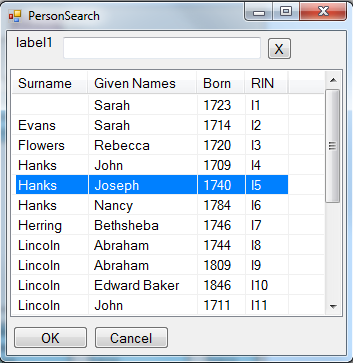 PersonSearch
label1
X
Surname Given Names Born RIN
Sarah 1723 I1
Evans Sarah 1714 I2
Flowers Rebecca 1720 I3
Hanks John 1709 I4
Hanks Joseph 1740 I5
Hanks Nancy 1784 I6
Herring Bethsheba 1746 I7
Lincoln Abraham 1744 I8
Lincoln Abraham 1809 I9
Lincoln Edward Baker 1846 I10
Lincoln John 1711 I11
OK Cancel